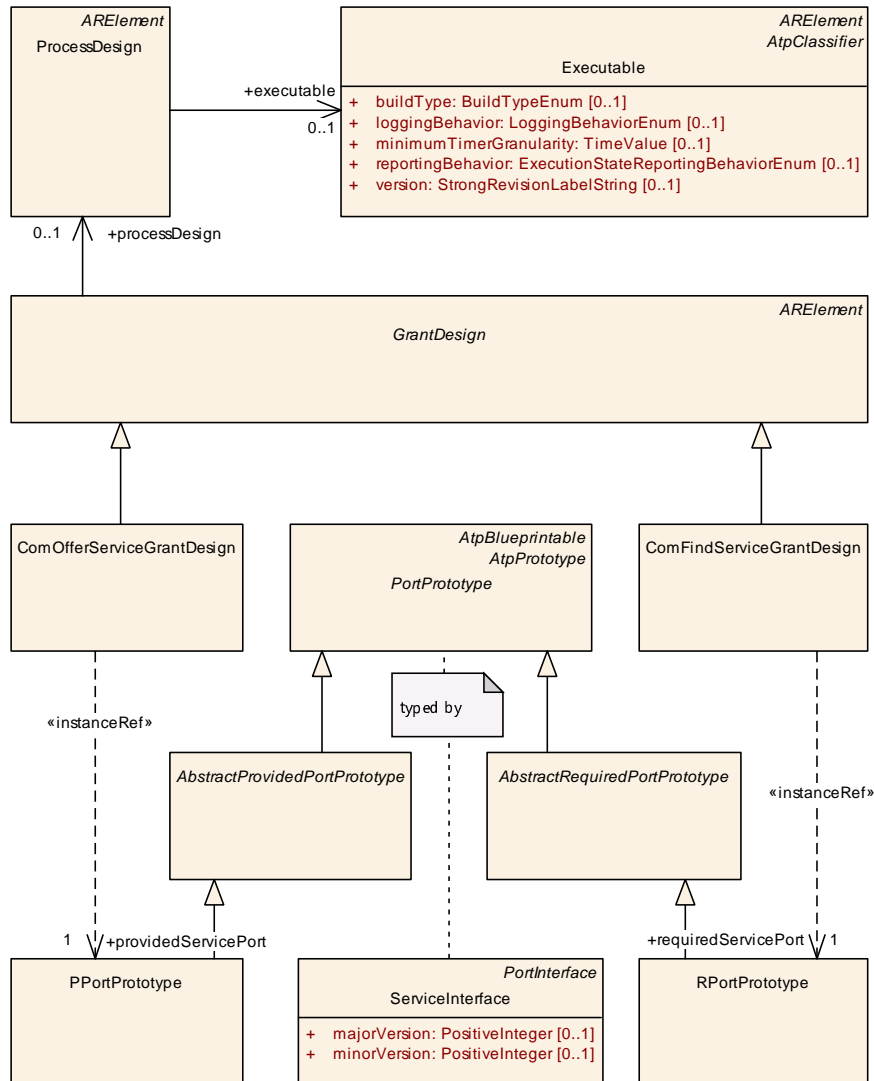 ARElement
ProcessDesign
ARElement
AtpClassifier
Executable
+ buildType: BuildTypeEnum [0..1]
+ loggingBehavior: LoggingBehaviorEnum [0..1]
+ minimumTimerGranularity: TimeValue [0..1]
+ reportingBehavior: ExecutionStateReportingBehaviorEnum [0..1]
+ version: StrongRevisionLabelString [0..1]
+executable
0..1
0..1
+processDesign
ARElement
GrantDesign
ComOfferServiceGrantDesign
AtpBlueprintable
AtpPrototype
PortPrototype
ComFindServiceGrantDesign
typed by
«instanceRef»
AbstractProvidedPortPrototype
AbstractRequiredPortPrototype
«instanceRef»
1
+providedServicePort
+requiredServicePort
1
PPortPrototype
PortInterface
ServiceInterface
+ majorVersion: PositiveInteger [0..1]
+ minorVersion: PositiveInteger [0..1]
RPortPrototype